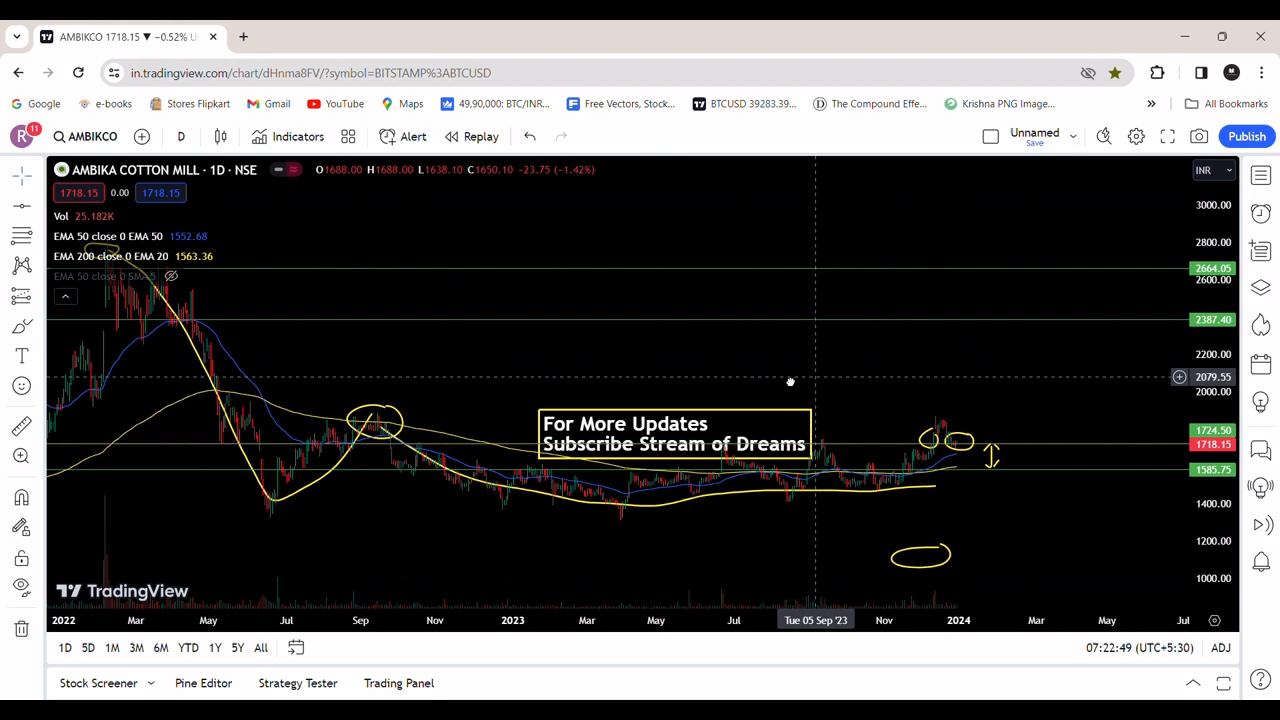 AMBIKCO 1718.15 ▼ −0.52% U
in.tradingview.com/chart/dHnma8FV/?symbol=BITSTAMP%3ABTCUSD
Google e-books Stores Flipkart Gmail YouTube Maps 49,90,000: BTC/INR... Free Vectors, Stock... BTCUSD 39283.39... The Compound Effe... Krishna PNG Image... » All Bookmarks
R 11 AMBIKCO D Indicators Alert Replay Unnamed Save Publish
AMBIKA COTTON MILL · 1D · NSE O1688.00 H1688.00 L1638.10 C1650.10 −23.75 (−1.42%) INR
1718.15 0.00 1718.15
Vol 25.182K
EMA 50 close 0 EMA 50 1552.68
EMA 200 close 0 EMA 20 1563.36
EMA 50 close 0 SMA 5
3000.00
2800.00
2664.05
2600.00
2387.40
2200.00
2079.55
2000.00
For More Updates
Subscribe Stream of Dreams
1724.50
1718.15
1585.75
1400.00
1200.00
1000.00
TradingView
2022 Mar May Jul Sep Nov 2023 Mar May Jul Tue 05 Sep '23 Nov 2024 Mar May Jul
1D 5D 1M 3M 6M YTD 1Y 5Y All 07:22:49 (UTC+5:30) ADJ
Stock Screener Pine Editor Strategy Tester Trading Panel